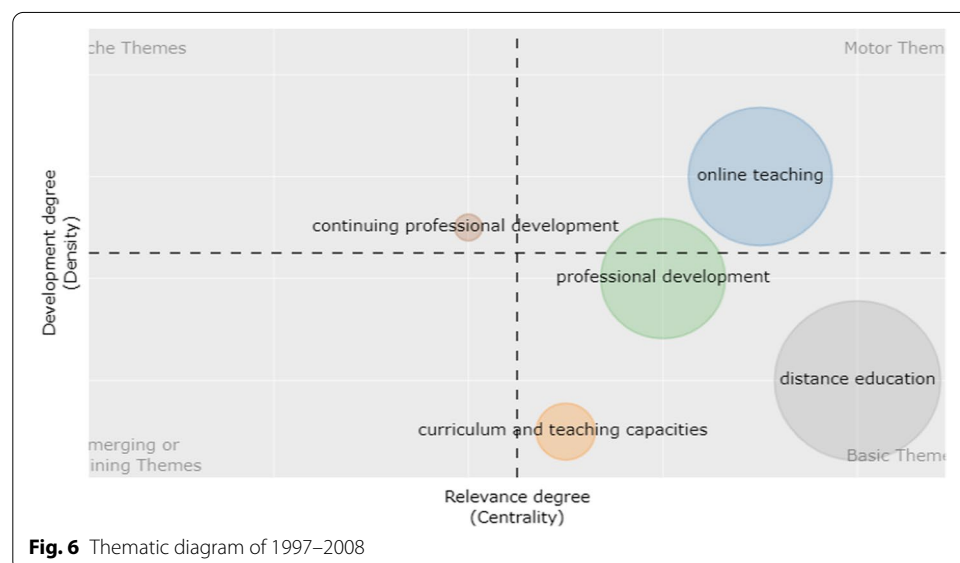 che Themes
Motor Them
online teaching
continuing professional development
professional development
distance education
curriculum and teaching capacities
merging or
ining Themes
Basic Theme
Development degree
(Density)
Relevance degree
(Centrality)
Fig. 6 Thematic diagram of 1997–2008